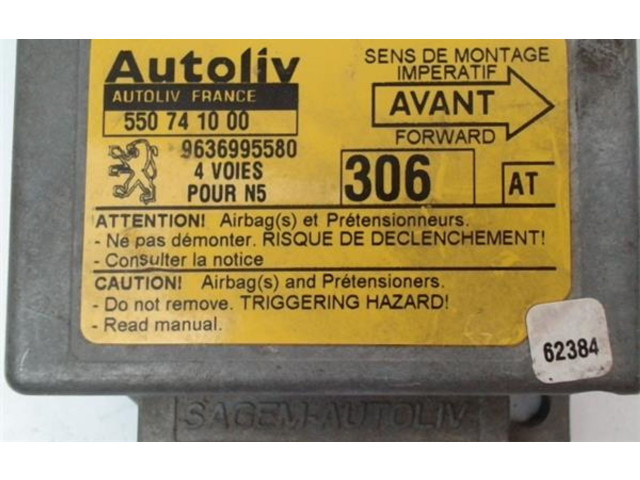 Autoliv
AUTOLIV FRANCE
550 74 10 00
9636995580
4 VOIES
POUR N5
SENS DE MONTAGE
IMPERATIF
AVANT
FORWARD
306
AT
ATTENTION! Airbag(s) et Prétensionneurs.
- Ne pas démonter. RISQUE DE DECLENCHEMENT!
- Consulter la notice
CAUTION! Airbag(s) and Prétensioners.
- Do not remove. TRIGGERING HAZARD!
- Read manual.
62384
SAGEM-AUTOLIV